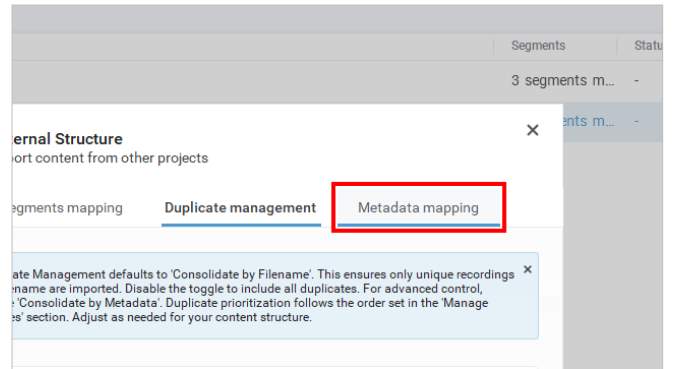 Segments Statu
3 segments m... -
ents m... -
ernal Structure
ort content from other projects
egments mapping Duplicate management Metadata mapping
ate Management defaults to 'Consolidate by Filename'. This ensures only unique recordings
ename are imported. Disable the toggle to include all duplicates. For advanced control,
'Consolidate by Metadata'. Duplicate prioritization follows the order set in the 'Manage
es' section. Adjust as needed for your content structure.